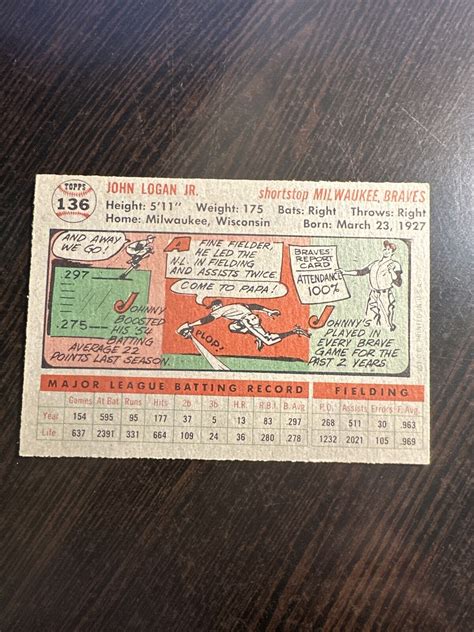 TOPPS
136
JOHN LOGAN JR.
shortstop MILWAUKEE, BRAVES
Height: 5'11" Weight: 175 Bats: Right Throws: Right
Home: Milwaukee, Wisconsin Born: March 23, 1927
AND AWAY
WE GO!
297
275
JOHNNY
BOOSTED
HIS '54
BATTING
AVERAGE 22
POINTS LAST SEASON.
A
FINE FIELDER,
HE LED THE
N.L. IN FIELDING
AND ASSISTS TWICE.
COME TO PAPA!
PLOP!
BRAVES'
REPORT
CARD
ATTENDANCE
100%
JOHNNY'S
PLAYED IN
EVERY BRAVE
GAME FOR THE
PAST 2 YEARS.
MAJOR LEAGUE BATTING RECORD FIELDING
Games At Bat Runs Hits 2b 3b H.R. R.B.I. B.Avg. P.O. Assists Errors F. Avg.
Year 154 595 95 177 37 5 13 83 .297 268 511 30 .963
Life 637 2391 335 664 109 24 36 280 .278 1232 2021 105 .969